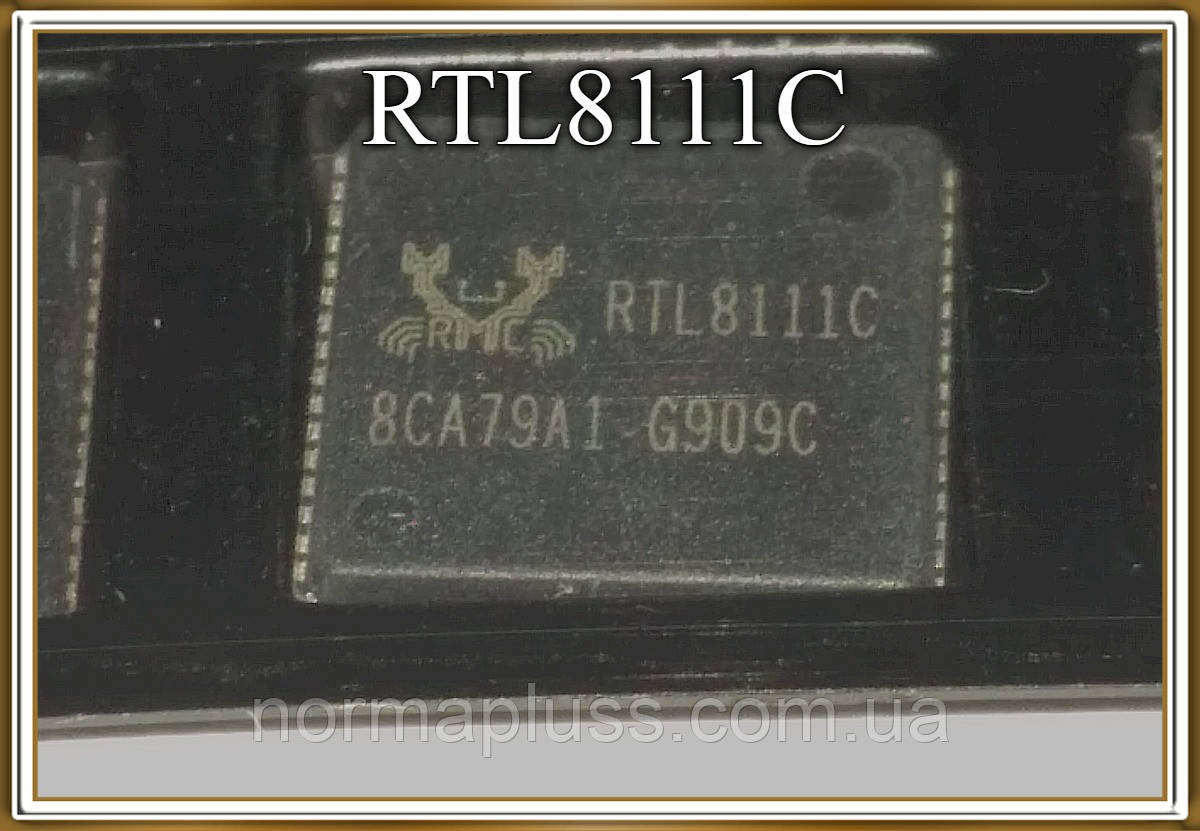 RTL8111C
RTL8111C
RMC
8CA79A1 G909C
normapluss.com.ua